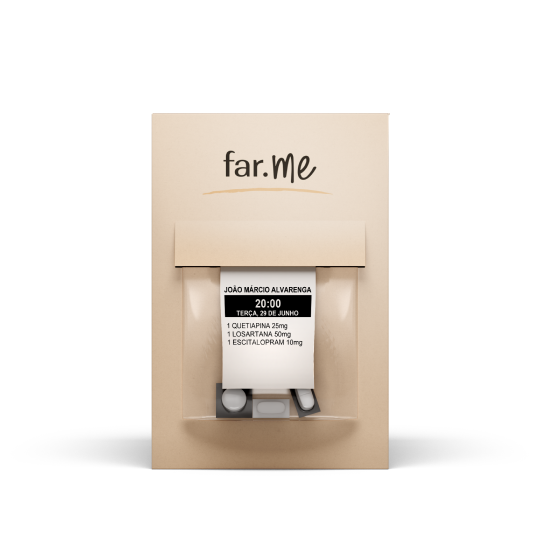 far.me
JOÃO MÁRCIO ALVARENGA
20:00
TERÇA, 29 DE JUNHO
1 QUETIAPINA 25mg
1 LOSARTANA 50mg
1 ESCITALOPRAM 10mg